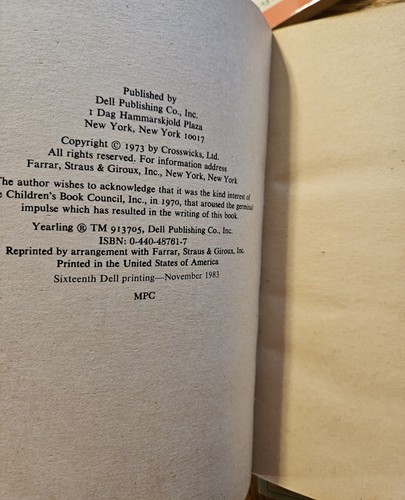 Published by
Dell Publishing Co., Inc.
1 Dag Hammarskjold Plaza
New York, New York 10017
Copyright © 1973 by Crosswicks, Ltd.
All rights reserved. For information address
Farrar, Straus & Giroux, Inc., New York, New York
The author wishes to acknowledge that it was the kind interest of
Children's Book Council, Inc., in 1970, that aroused the germinal
impulse which has resulted in the writing of this book.
Yearling ® TM 913705, Dell Publishing Co., Inc.
ISBN: 0-440-48761-7
Reprinted by arrangement with Farrar, Straus & Giroux, Inc.
Printed in the United States of America
Sixteenth Dell printing—November 1983
MPC